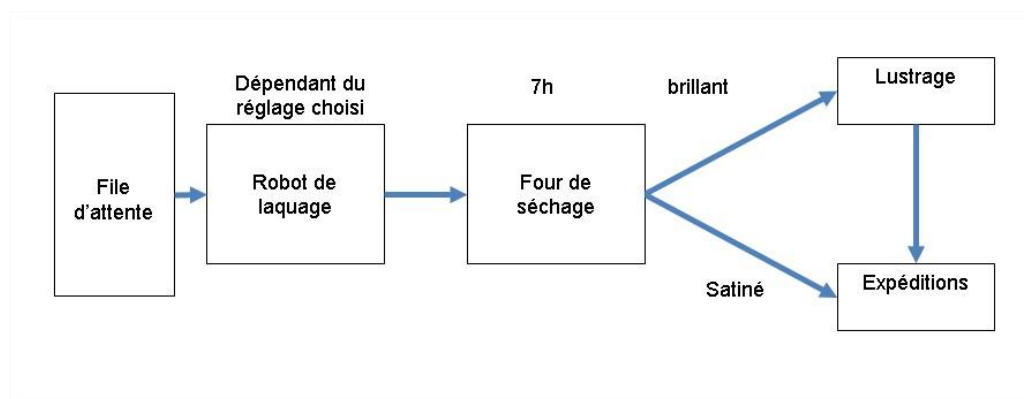 File
d'attente
Dépendant du
réglage choisi
Robot de
laquage
7h
Four de
séchage
brillant
Satiné
Lustrage
Expéditions